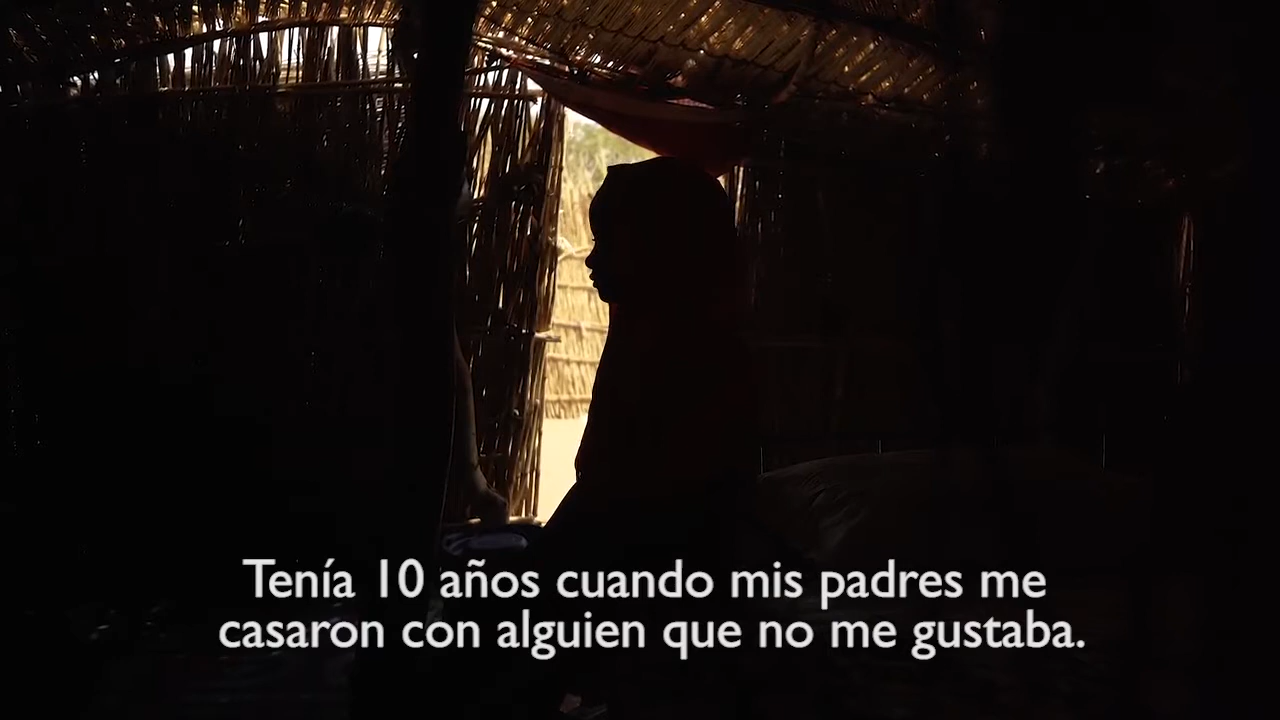 Tenía 10 años cuando mis padres me
casaron con alguien que no me gustaba.